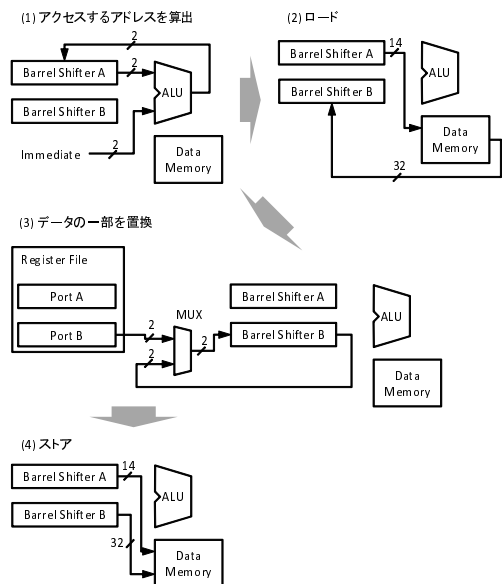 (1) アクセスするアドレスを算出
2
Barrel Shifter A
2
ALU
Barrel Shifter B
Immediate
2
Data
Memory
(2) ロード
Barrel Shifter A
14
ALU
Barrel Shifter B
Data
Memory
32
(3) データの一部を置換
Register File
Port A
Port B
2
2
MUX
2
Barrel Shifter A
Barrel Shifter B
ALU
Data
Memory
(4) ストア
Barrel Shifter A
14
ALU
Barrel Shifter B
32
Data
Memory